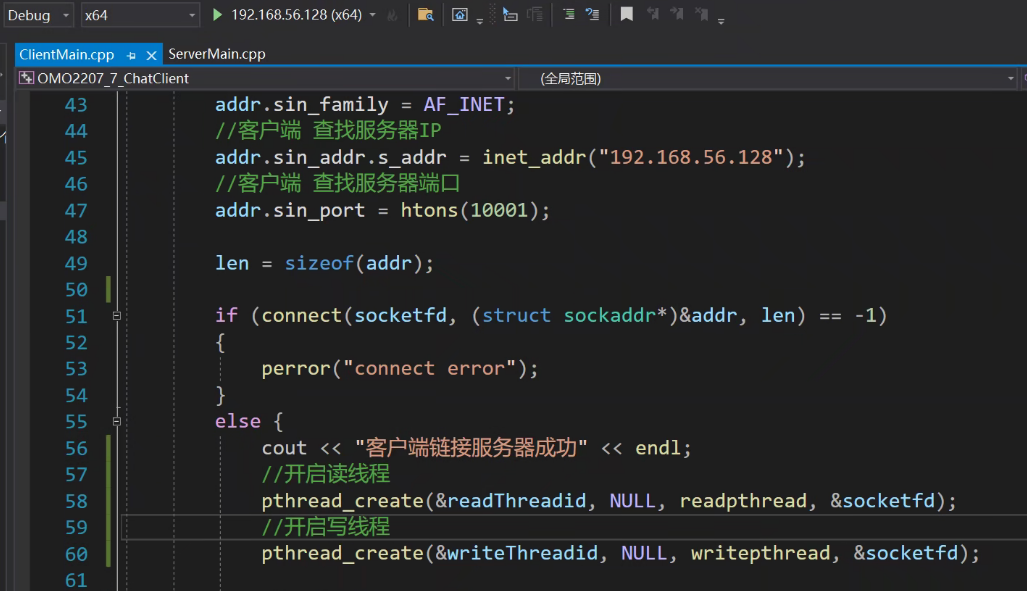 Debug x64 192.168.56.128 (x64)
ClientMain.cpp ServerMain.cpp
OMO2207_7_ChatClient (全局范围)
43 addr.sin_family = AF_INET;
44 //客户端 查找服务器IP
45 addr.sin_addr.s_addr = inet_addr("192.168.56.128");
46 //客户端 查找服务器端口
47 addr.sin_port = htons(10001);
48
49 len = sizeof(addr);
50
51 if (connect(socketfd, (struct sockaddr*)&addr, len) == -1)
52 {
53 perror("connect error");
54 }
55 else {
56 cout << "客户端链接服务器成功" << endl;
57 //开启读线程
58 pthread_create(&readThreadid, NULL, readpthread, &socketfd);
59 //开启写线程
60 pthread_create(&writeThreadid, NULL, writepthread, &socketfd);
61